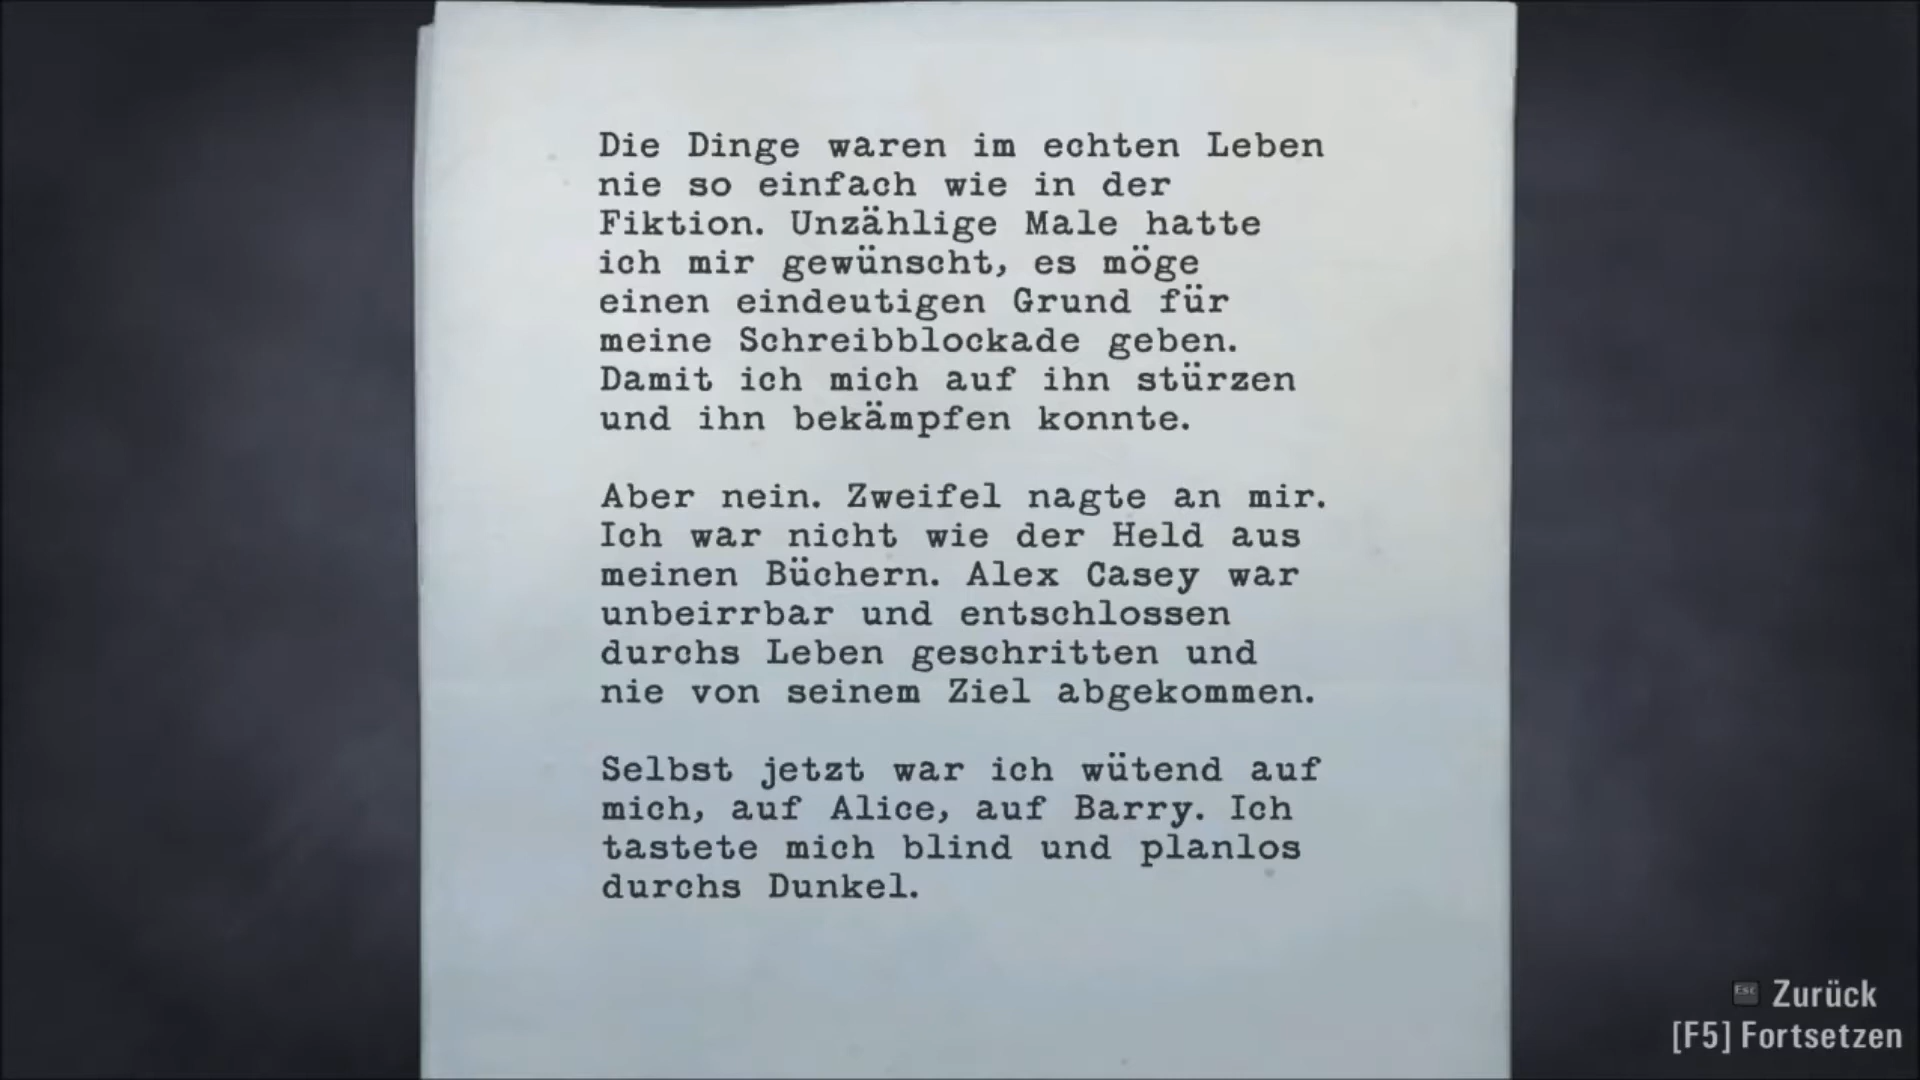 Die Dinge waren im echten Leben
nie so einfach wie in der
Fiktion. Unzählige Male hatte
ich mir gewünscht, es möge
einen eindeutigen Grund für
meine Schreibblockade geben.
Damit ich mich auf ihn stürzen
und ihn bekämpfen konnte.
Aber nein. Zweifel nagte an mir.
Ich war nicht wie der Held aus
meinen Büchern. Alex Casey war
unbeirrbar und entschlossen
durchs Leben geschritten und
nie von seinem Ziel abgekommen.
Selbst jetzt war ich wütend auf
mich, auf Alice, auf Barry. Ich
tastete mich blind und planlos
durchs Dunkel.
Esc Zurück
[F5] Fortsetzen